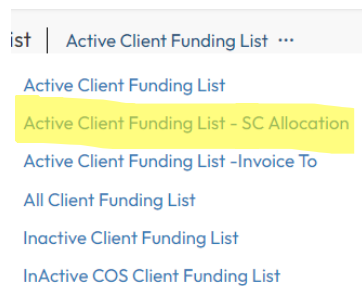 ist | Active Client Funding List ...
Active Client Funding List
Active Client Funding List - SC Allocation
Active Client Funding List -Invoice To
All Client Funding List
Inactive Client Funding List
InActive COS Client Funding List